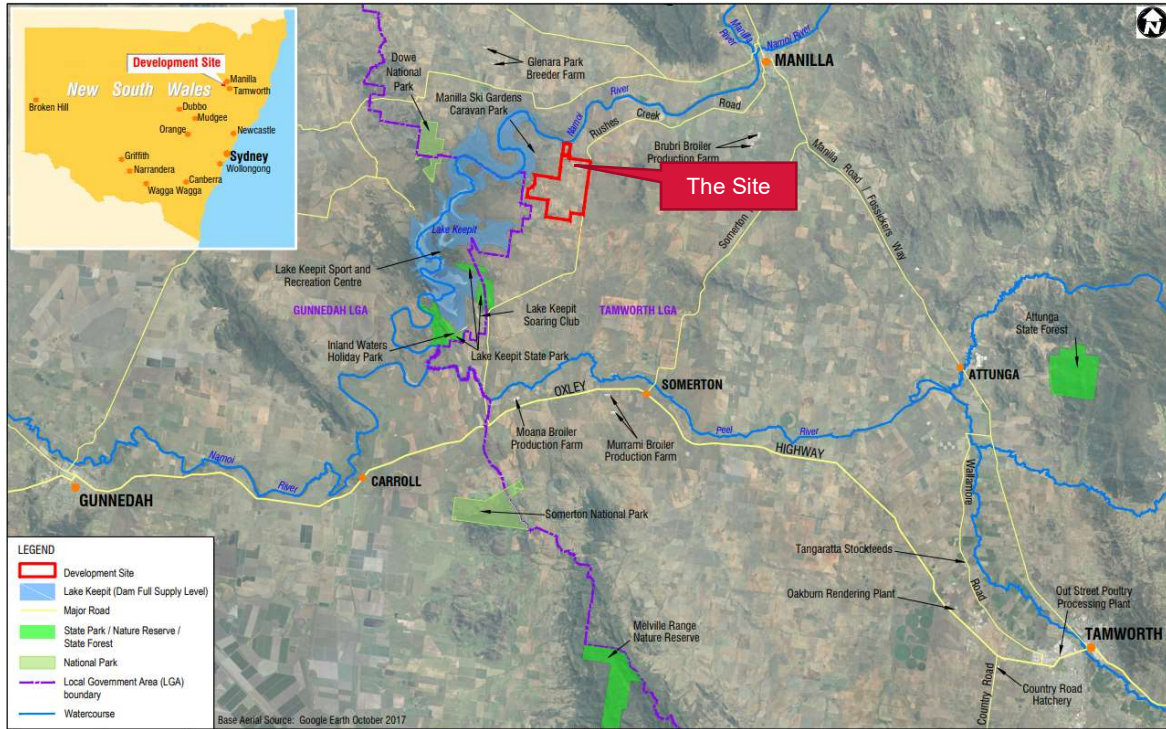 Development Site
New South Wales
Manilla
Tamworth
Broken Hill
Dubbo
Mudgee
Orange
Newcastle
Griffith
Sydney
Wollongong
Narrandera
Canberra
Wagga Wagga
N
Manilla
River
Namoi River
MANILLA
Glenara Park
Breeder Farm
Dowe
National
Park
Manilla Ski Gardens
Caravan Park
Namoi
River
Rushes Creek Road
Brubri Broiler
Production Farm
The Site
Manilla Road / Fossickers Way
Somerton
Lake Keepit
Lake Keepit Sport and
Recreation Centre
GUNNEDAH LGA
TAMWORTH LGA
Lake Keepit
Soaring Club
Inland Waters
Holiday Park
Lake Keepit State Park
Attunga
State Forest
ATTUNGA
SOMERTON
OXLEY
HIGHWAY
Moana Broiler
Production Farm
Murrami Broiler
Production Farm
Peel River
Namoi
River
GUNNEDAH
CARROLL
Somerton National Park
Wallamore
Road
Tangaratta Stockfeeds
Oakburn Rendering Plant
Out Street Poultry
Processing Plant
TAMWORTH
Melville Range
Nature Reserve
Country Road
Hatchery
Country Road
LEGEND
Development Site
Lake Keepit (Dam Full Supply Level)
Major Road
State Park / Nature Reserve /
State Forest
National Park
Local Government Area (LGA)
boundary
Watercourse
Base Aerial Source: Google Earth October 2017